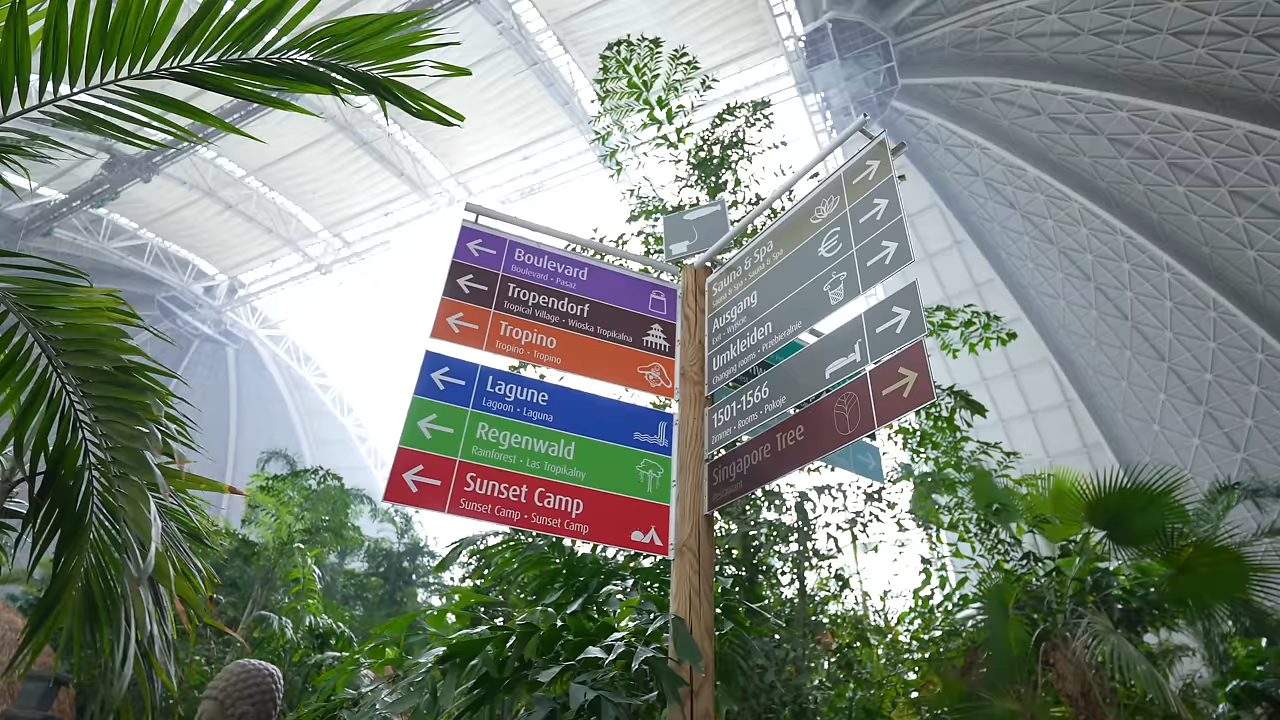 Boulevard
Boulevard • Pasaż
Tropendorf
Tropical Village • Wioska Tropikalna
Tropino
Tropino • Tropino
Lagune
Lagoon • Laguna
Regenwald
Rainforest • Las Tropikalny
Sunset Camp
Sunset Camp • Sunset Camp
Sauna & Spa
Sauna & Spa • Sauna & Spa
€
Ausgang
Exit • Wyjście
Umkleiden
Changing rooms • Przebieralnie
1501-1566
Zimmer • Rooms • Pokoje
Singapore Tree
Restaurant